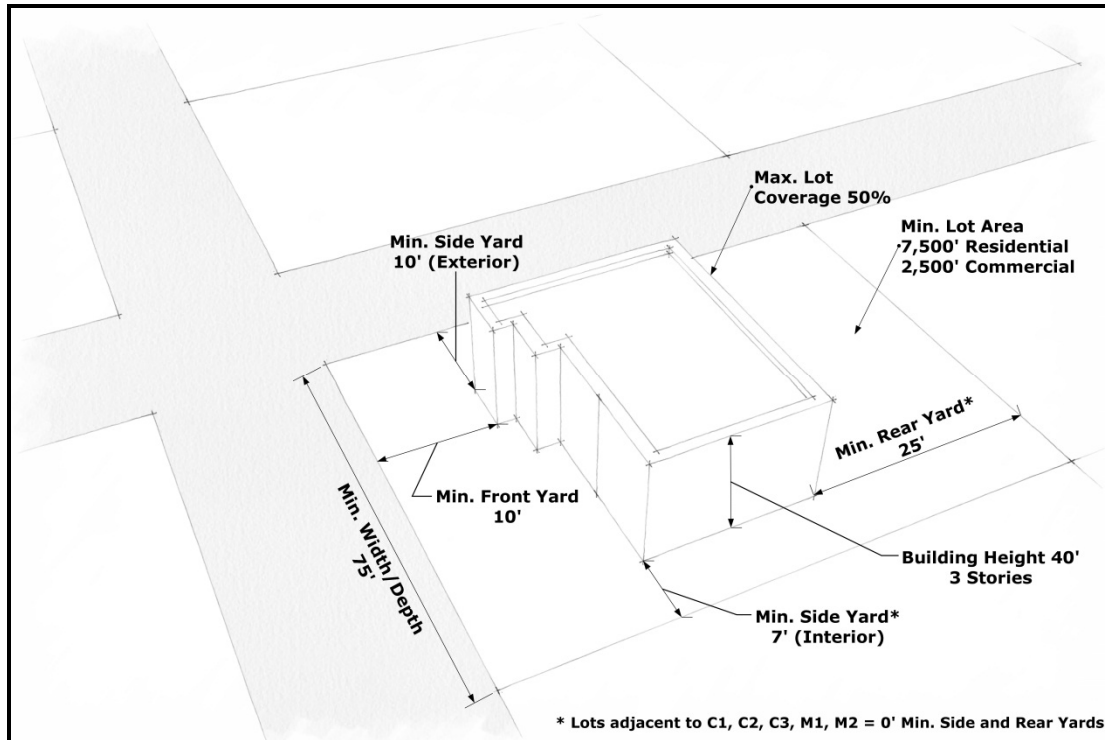 Max. Lot
Coverage 50%
Min. Lot Area
7,500' Residential
2,500' Commercial
Min. Side Yard
10' (Exterior)
Min. Rear Yard*
25'
Min. Front Yard
10'
Min. Width/Depth
75'
Building Height 40'
3 Stories
Min. Side Yard*
7' (Interior)
* Lots adjacent to C1, C2, C3, M1, M2 = 0' Min. Side and Rear Yards